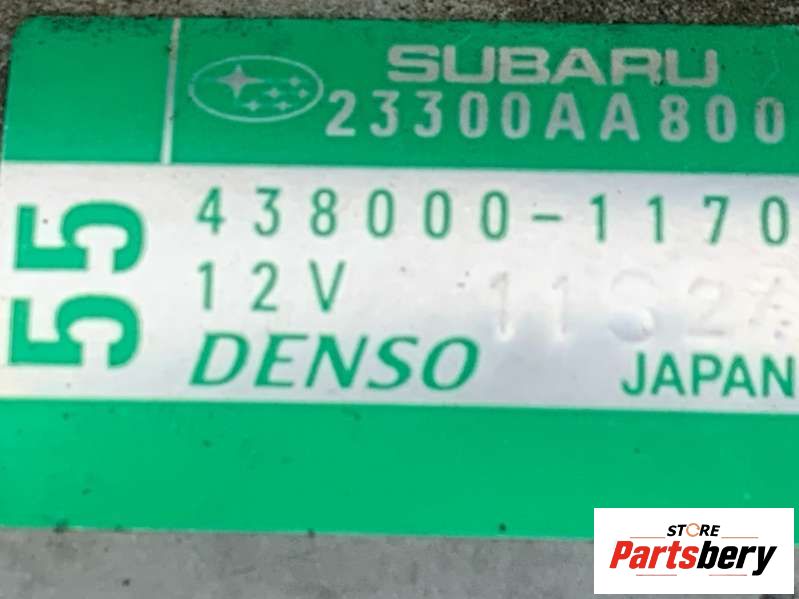 SUBARU
23300AA800
55
438000-1170
12V
DENSO
JAPAN
STORE
Partsbery